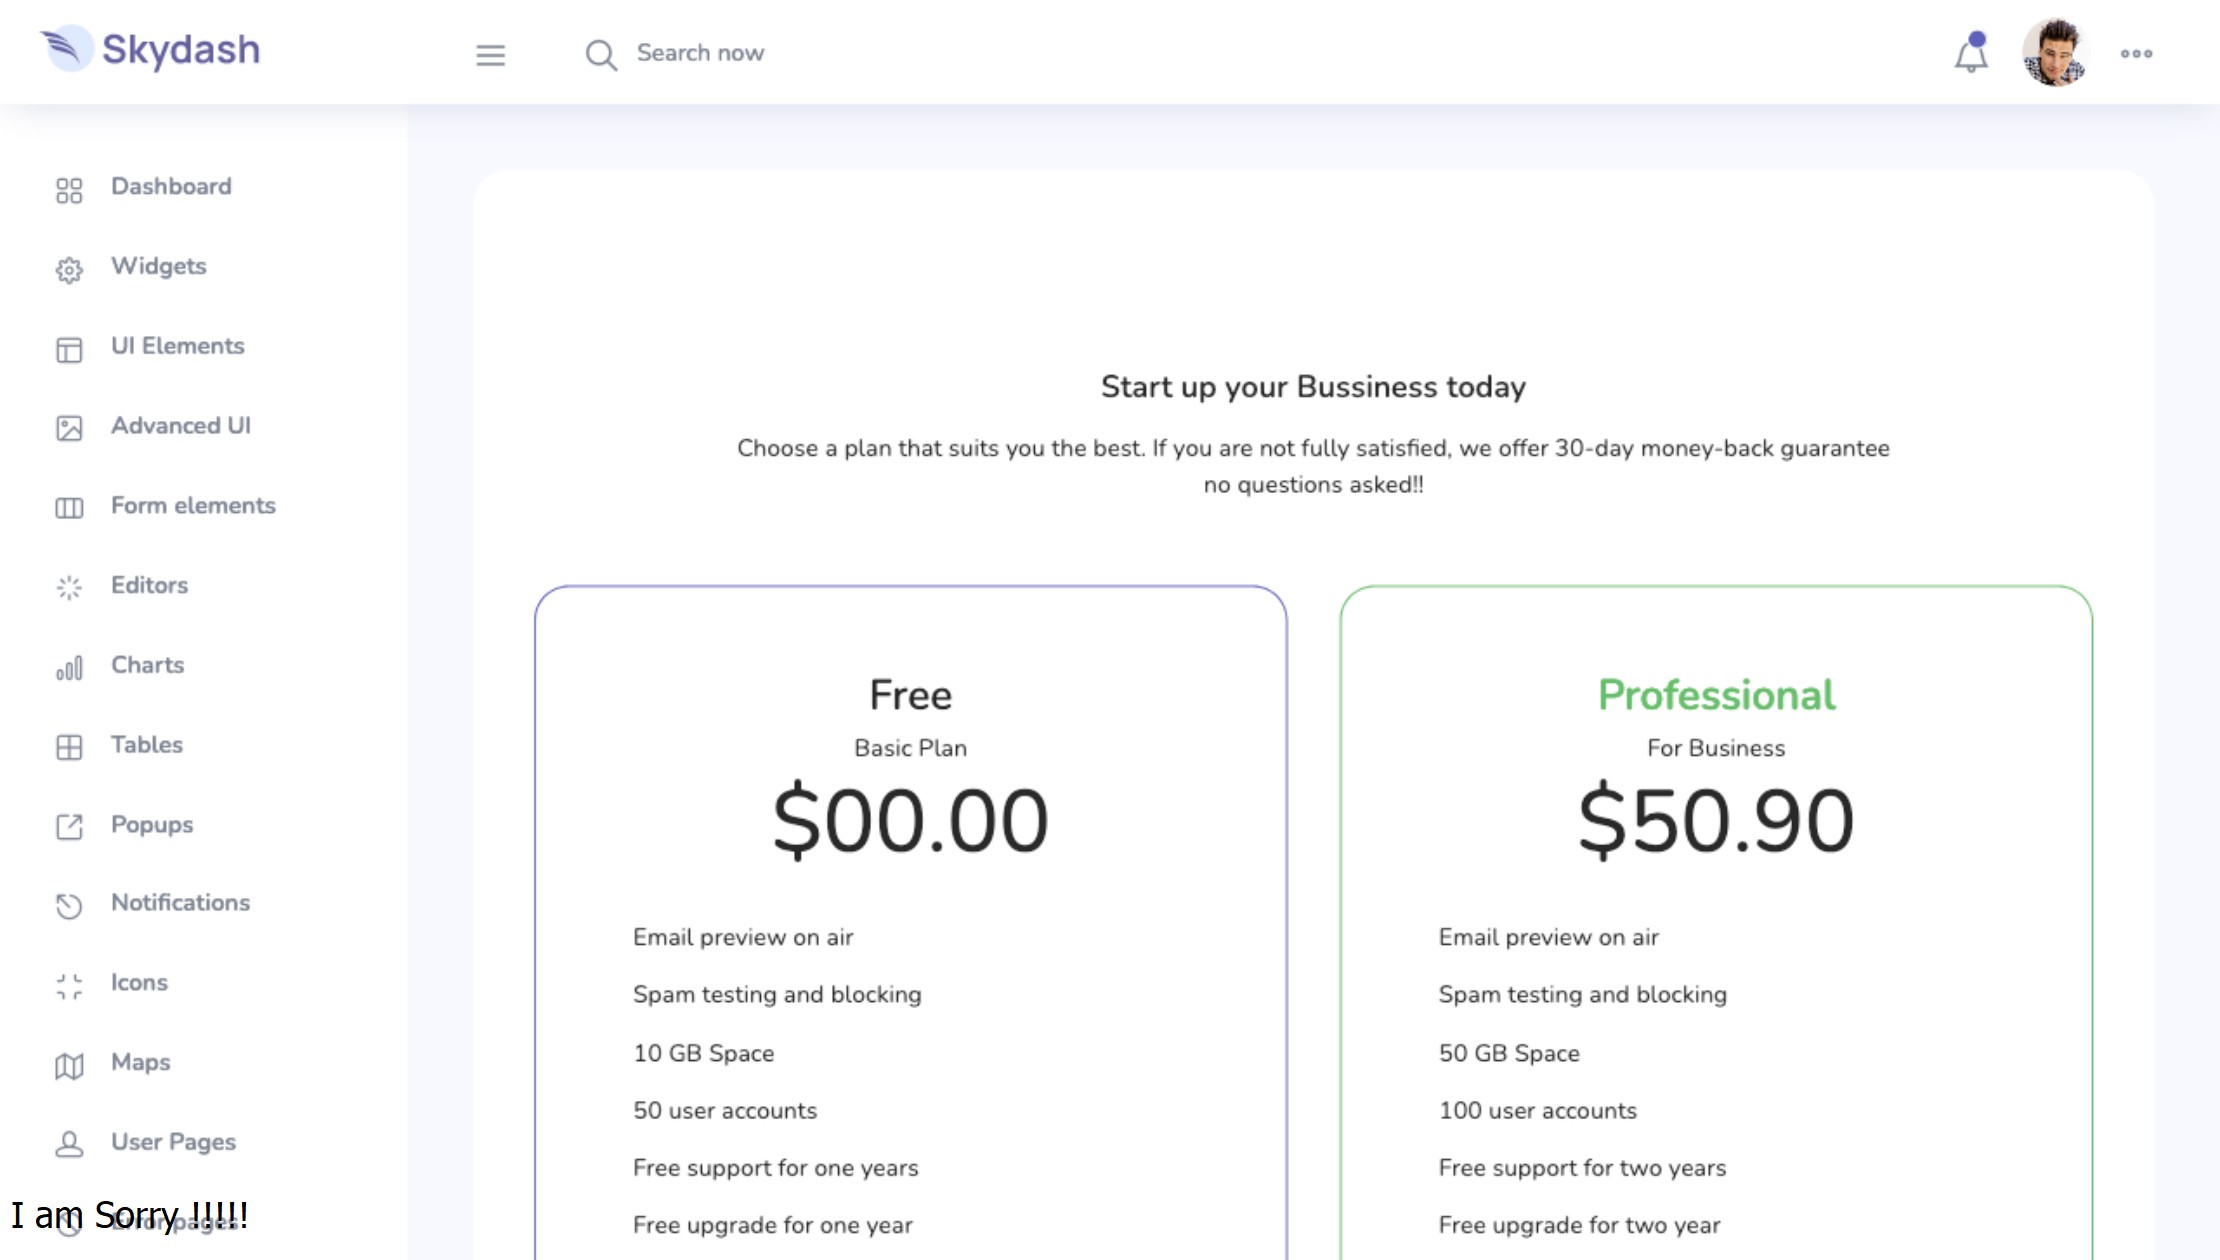 Skydash
Search now
Dashboard
Widgets
UI Elements
Advanced UI
Form elements
Editors
Charts
Tables
Popups
Notifications
Icons
Maps
User Pages
Error pages
I am Sorry !!!!!
Start up your Bussiness today
Choose a plan that suits you the best. If you are not fully satisfied, we offer 30-day money-back guarantee
no questions asked!!
Free
Basic Plan
$00.00
Email preview on air
Spam testing and blocking
10 GB Space
50 user accounts
Free support for one years
Free upgrade for one year
Professional
For Business
$50.90
Email preview on air
Spam testing and blocking
50 GB Space
100 user accounts
Free support for two years
Free upgrade for two year